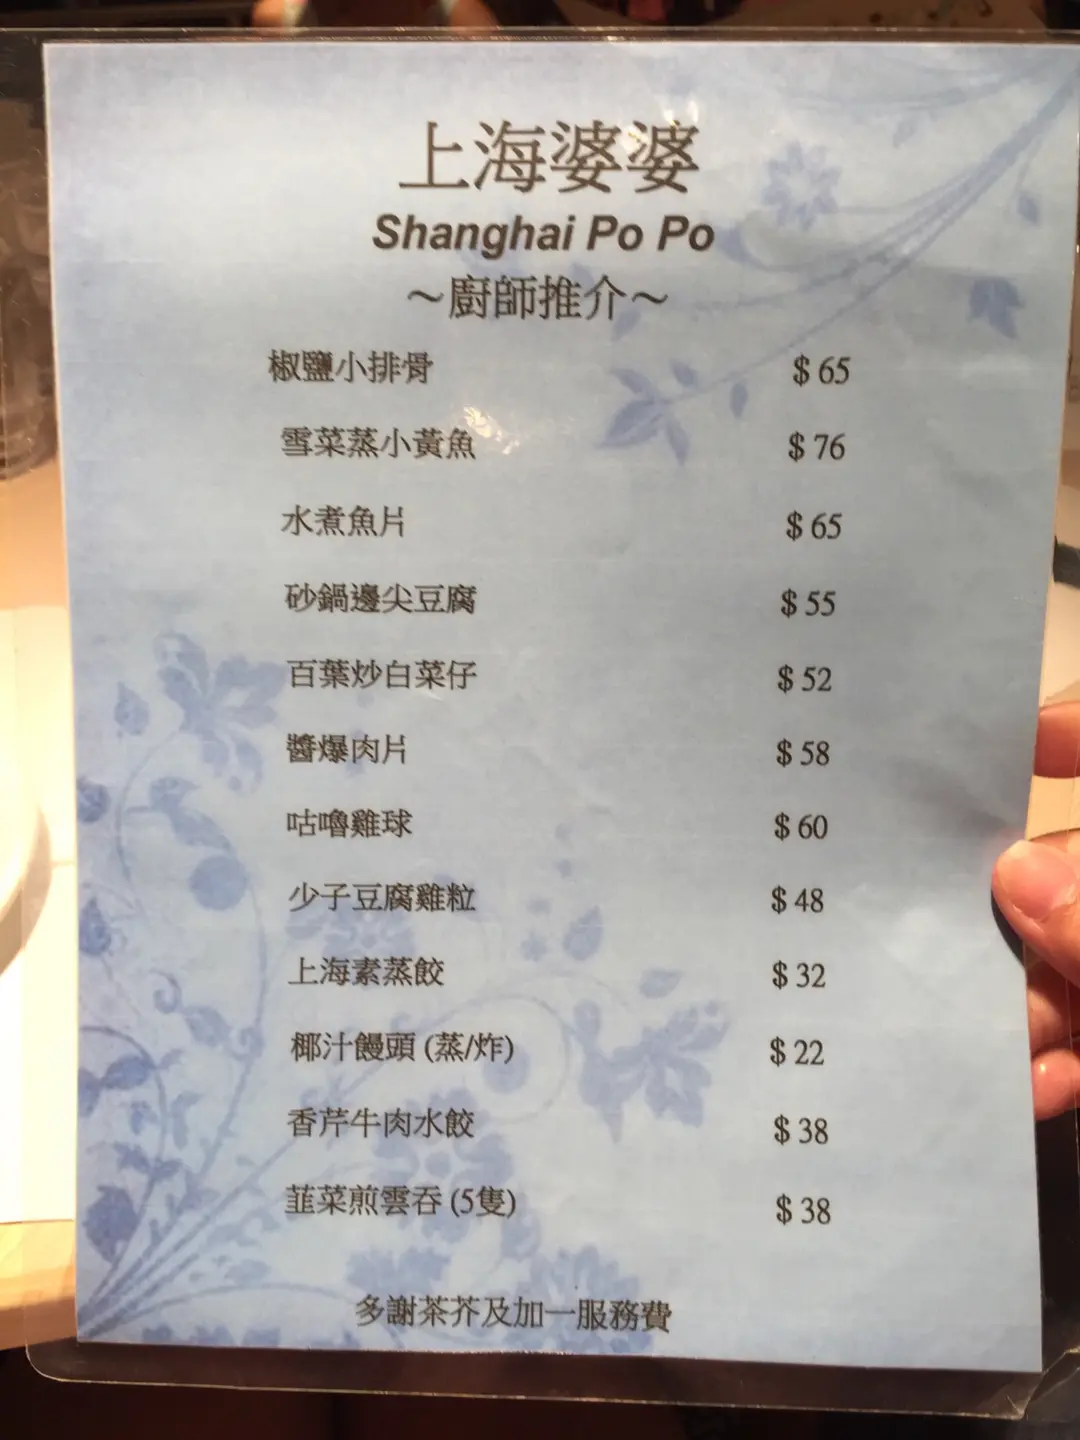 上海婆婆
Shanghai Po Po
～廚師推介～
椒鹽小排骨 $ 65
雪菜蒸小黃魚 $ 76
水煮魚片 $ 65
砂鍋邊尖豆腐 $ 55
百葉炒白菜仔 $ 52
醬爆肉片 $ 58
咕嚕雞球 $ 60
少子豆腐雞粒 $ 48
上海素蒸餃 $ 32
椰汁饅頭 (蒸/炸) $ 22
香芹牛肉水餃 $ 38
韮菜煎雲吞 (5隻) $ 38
多謝茶芥及加一服務費